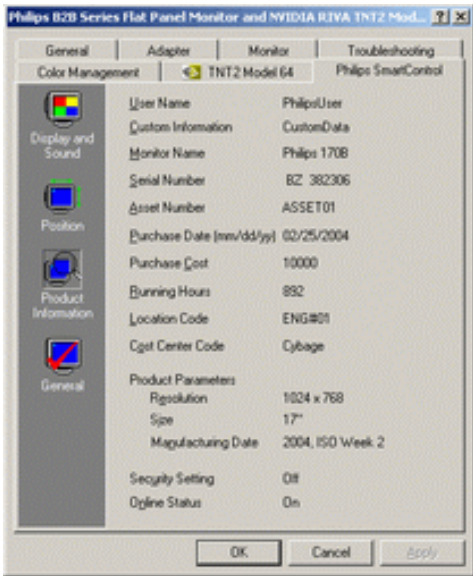 Philips B2B Series Flat Panel Monitor and NVIDIA RIVA TNT2 Mod... ? X
General Adapter Monitor Troubleshooting
Color Management TNT2 Model 64 Philips SmartControl
Display and Sound
Position
Product Information
General
User Name PhilipsUser
Custom Information CustomData
Monitor Name Philips 170B
Serial Number BZ 382306
Asset Number ASSET01
Purchase Date (mm/dd/yy) 02/25/2004
Purchase Cost 10000
Running Hours 892
Location Code ENG#01
Cost Center Code Cybage
Product Parameters
Resolution 1024 x 768
Size 17"
Manufacturing Date 2004, ISO Week 2
Security Setting Off
Online Status On
OK Cancel Apply